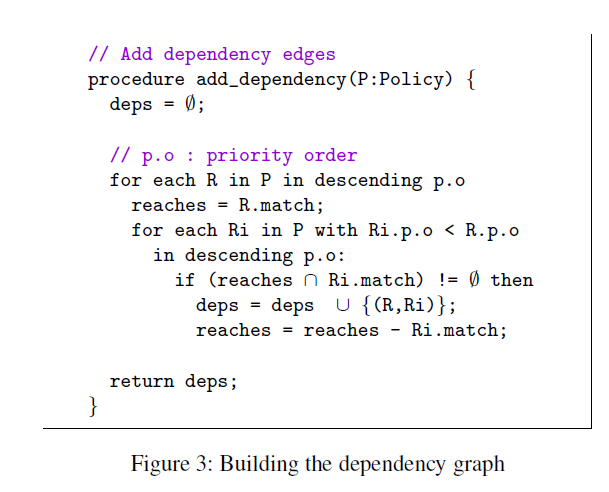 // Add dependency edges
procedure add_dependency(P:Policy) {
deps = ∅;
// p.o : priority order
for each R in P in descending p.o
reaches = R.match;
for each Ri in P with Ri.p.o < R.p.o
in descending p.o:
if (reaches ∩ Ri.match) != ∅ then
deps = deps ∪ {(R,Ri)};
reaches = reaches - Ri.match;
return deps;
}
Figure 3: Building the dependency graph